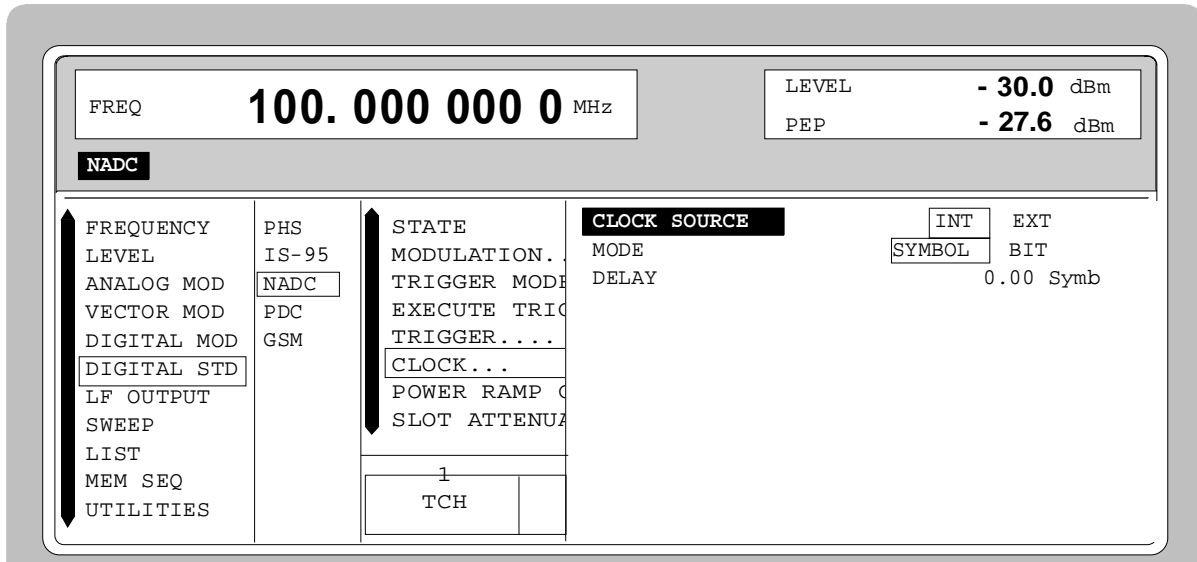 FREQ 100. 000 000 0 MHz
LEVEL - 30.0 dBm
PEP - 27.6 dBm
NADC
FREQUENCY
LEVEL
ANALOG MOD
VECTOR MOD
DIGITAL MOD
DIGITAL STD
LF OUTPUT
SWEEP
LIST
MEM SEQ
UTILITIES
PHS
IS-95
NADC
PDC
GSM
STATE
MODULATION..
TRIGGER MODE
EXECUTE TRIG
TRIGGER....
CLOCK...
POWER RAMP
SLOT ATTENUA
1
TCH
CLOCK SOURCE INT EXT
MODE SYMBOL BIT
DELAY 0.00 Symb